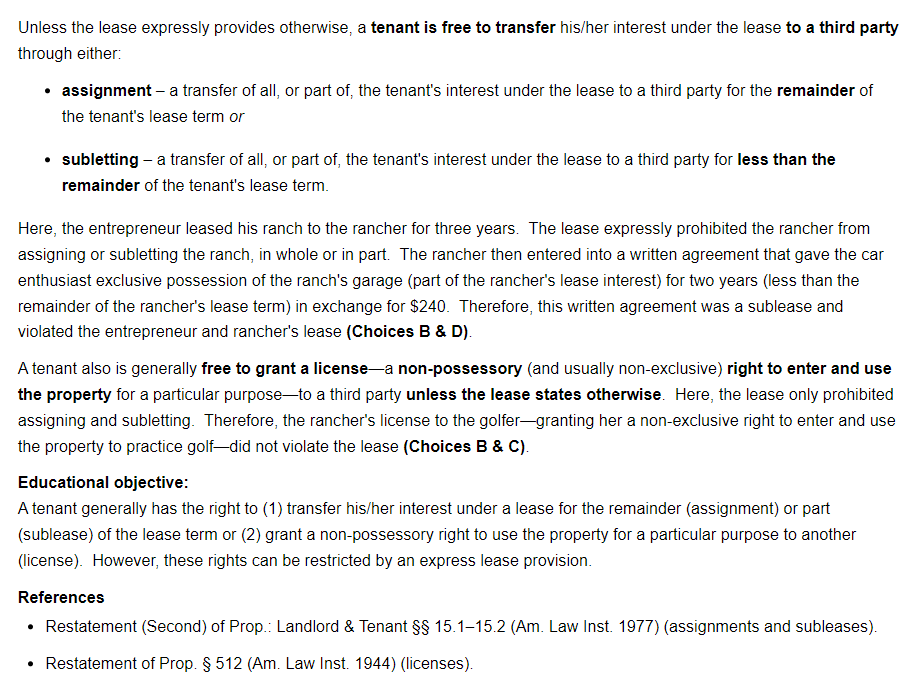 Unless the lease expressly provides otherwise, a tenant is free to transfer his/her interest under the lease to a third party
through either:
• assignment – a transfer of all, or part of, the tenant's interest under the lease to a third party for the remainder of
the tenant's lease term or
• subletting – a transfer of all, or part of, the tenant's interest under the lease to a third party for less than the
remainder of the tenant's lease term.
Here, the entrepreneur leased his ranch to the rancher for three years.  The lease expressly prohibited the rancher from
assigning or subletting the ranch, in whole or in part.  The rancher then entered into a written agreement that gave the car
enthusiast exclusive possession of the ranch's garage (part of the rancher's lease interest) for two years (less than the
remainder of the rancher's lease term) in exchange for $240.  Therefore, this written agreement was a sublease and
violated the entrepreneur and rancher's lease (Choices B & D).
A tenant also is generally free to grant a license—a non-possessory (and usually non-exclusive) right to enter and use
the property for a particular purpose—to a third party unless the lease states otherwise.  Here, the lease only prohibited
assigning and subletting.  Therefore, the rancher's license to the golfer—granting her a non-exclusive right to enter and use
the property to practice golf—did not violate the lease (Choices B & C).
Educational objective:
A tenant generally has the right to (1) transfer his/her interest under a lease for the remainder (assignment) or part
(sublease) of the lease term or (2) grant a non-possessory right to use the property for a particular purpose to another
(license).  However, these rights can be restricted by an express lease provision.
References
• Restatement (Second) of Prop.: Landlord & Tenant §§ 15.1–15.2 (Am. Law Inst. 1977) (assignments and subleases).
• Restatement of Prop. § 512 (Am. Law Inst. 1944) (licenses).